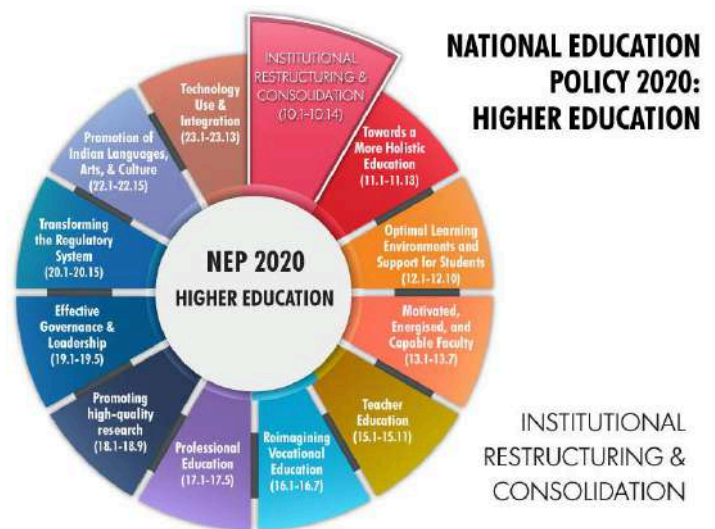 NATIONAL EDUCATION
POLICY 2020:
HIGHER EDUCATION
INSTITUTIONAL
RESTRUCTURING &
CONSOLIDATION
(10.1-10.14)
Towards a
More Holistic
Education
(11.1-11.13)
Optimal Learning
Environments and
Support for Students
(12.1-12.10)
Motivated,
Energised, and
Capable Faculty
(13.1-13.7)
Teacher
Education
(15.1-15.11)
Reimagining
Vocational
Education
(16.1-16.7)
Professional
Education
(17.1-17.5)
Promoting
high-quality
research
(18.1-18.9)
Effective
Governance &
Leadership
(19.1-19.5)
Transforming
the Regulatory
System
(20.1-20.15)
Promotion of
Indian Languages,
Arts, & Culture
(22.1-22.15)
Technology
Use &
Integration
(23.1-23.13)
NEP 2020
HIGHER EDUCATION
INSTITUTIONAL
RESTRUCTURING &
CONSOLIDATION